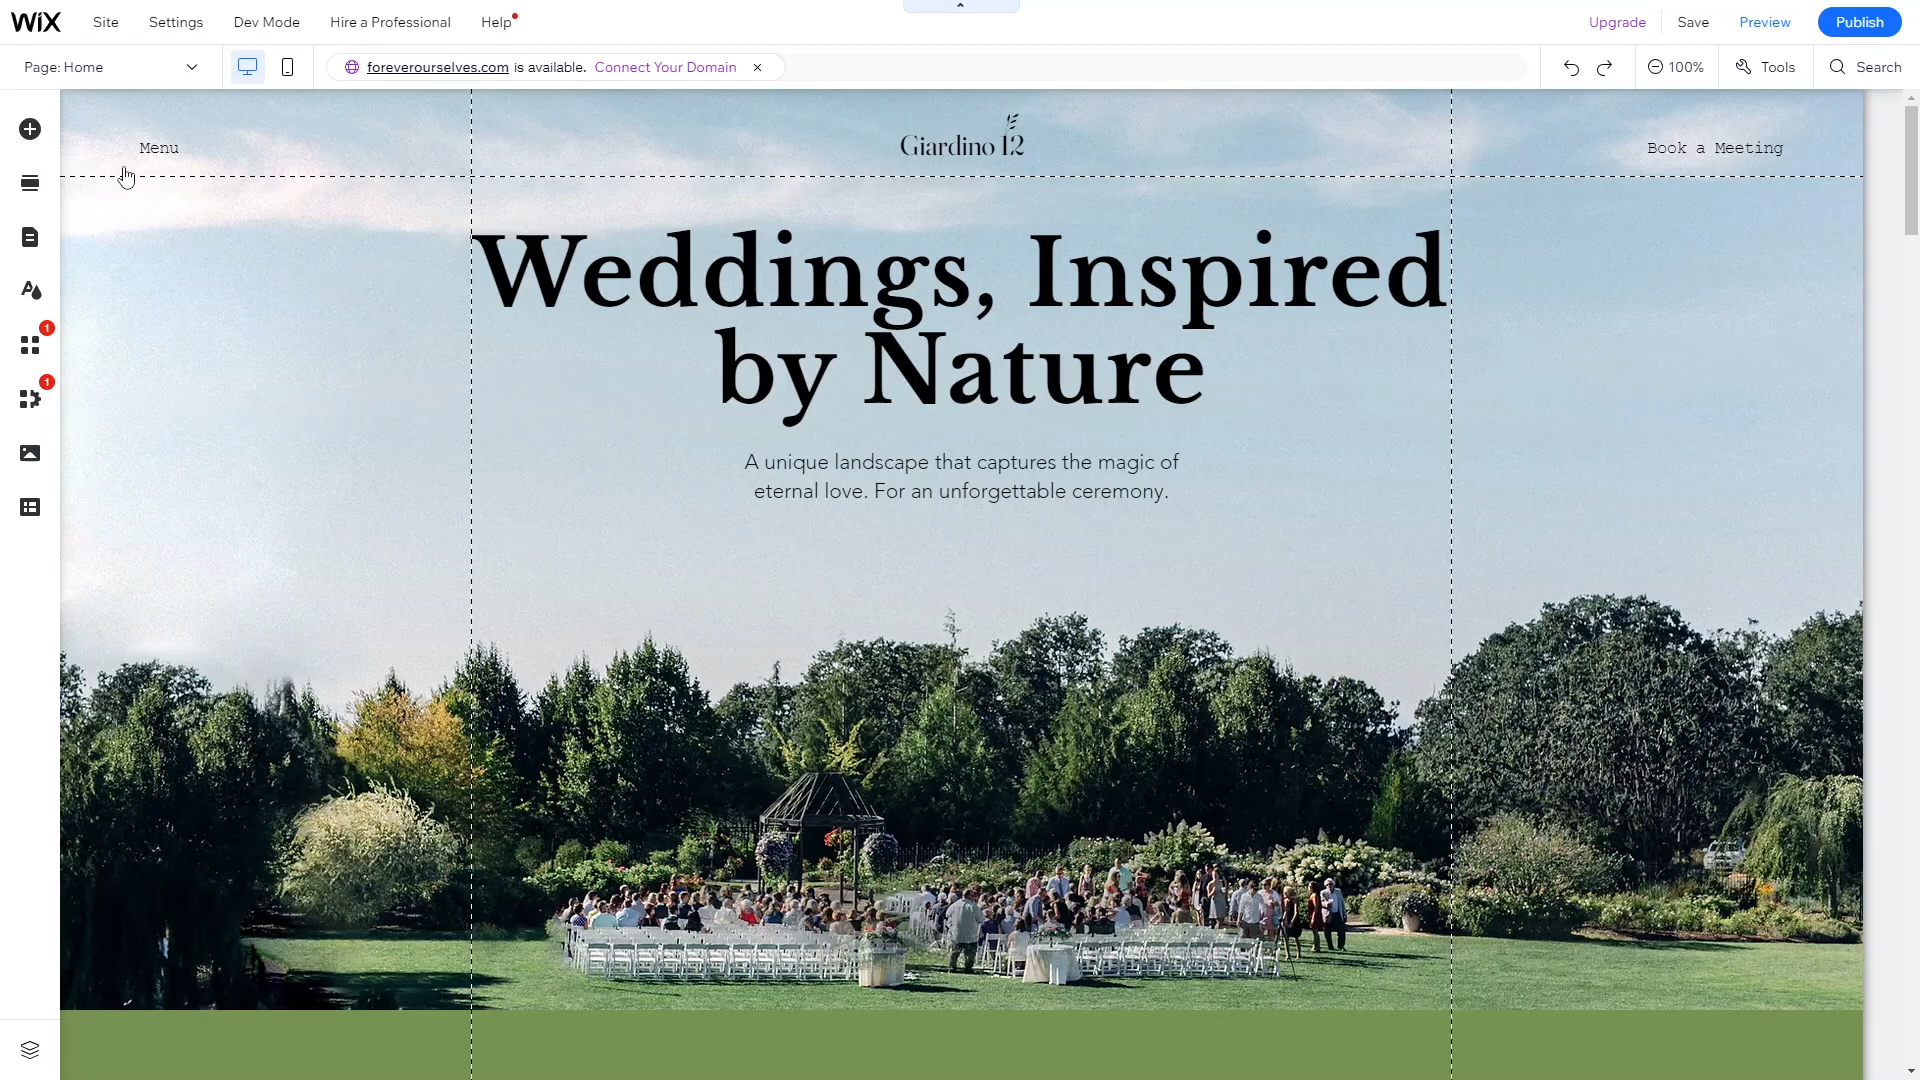 WIX Site Settings Dev Mode Hire a Professional Help Upgrade Save Preview Publish
Page: Home foreverourselves.com is available. Connect Your Domain 100% Tools Search
Menu Giardino 12 Book a Meeting
Weddings, Inspired
by Nature
1
1
A unique landscape that captures the magic of
eternal love. For an unforgettable ceremony.